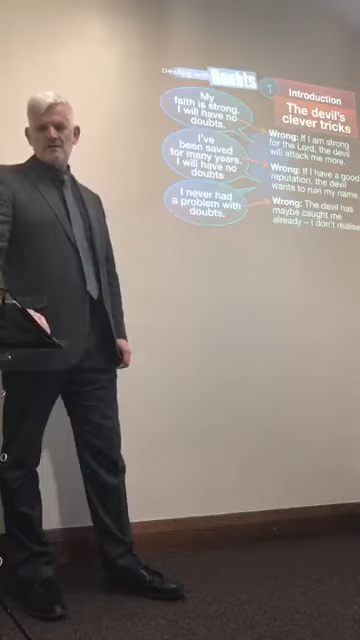 Dealing with Doubts
1
Introduction
The devil's
clever tricks
My
faith is strong.
I will have no
doubts.
Wrong: If I am strong
for the Lord, the devil
will attack me more.
I've
been saved
for many years.
I will have no
doubts
Wrong: If I have a good
reputation, the devil
wants to ruin my name.
I never had
a problem with
doubts.
Wrong: The devil has
maybe caught me
already – I don't realise